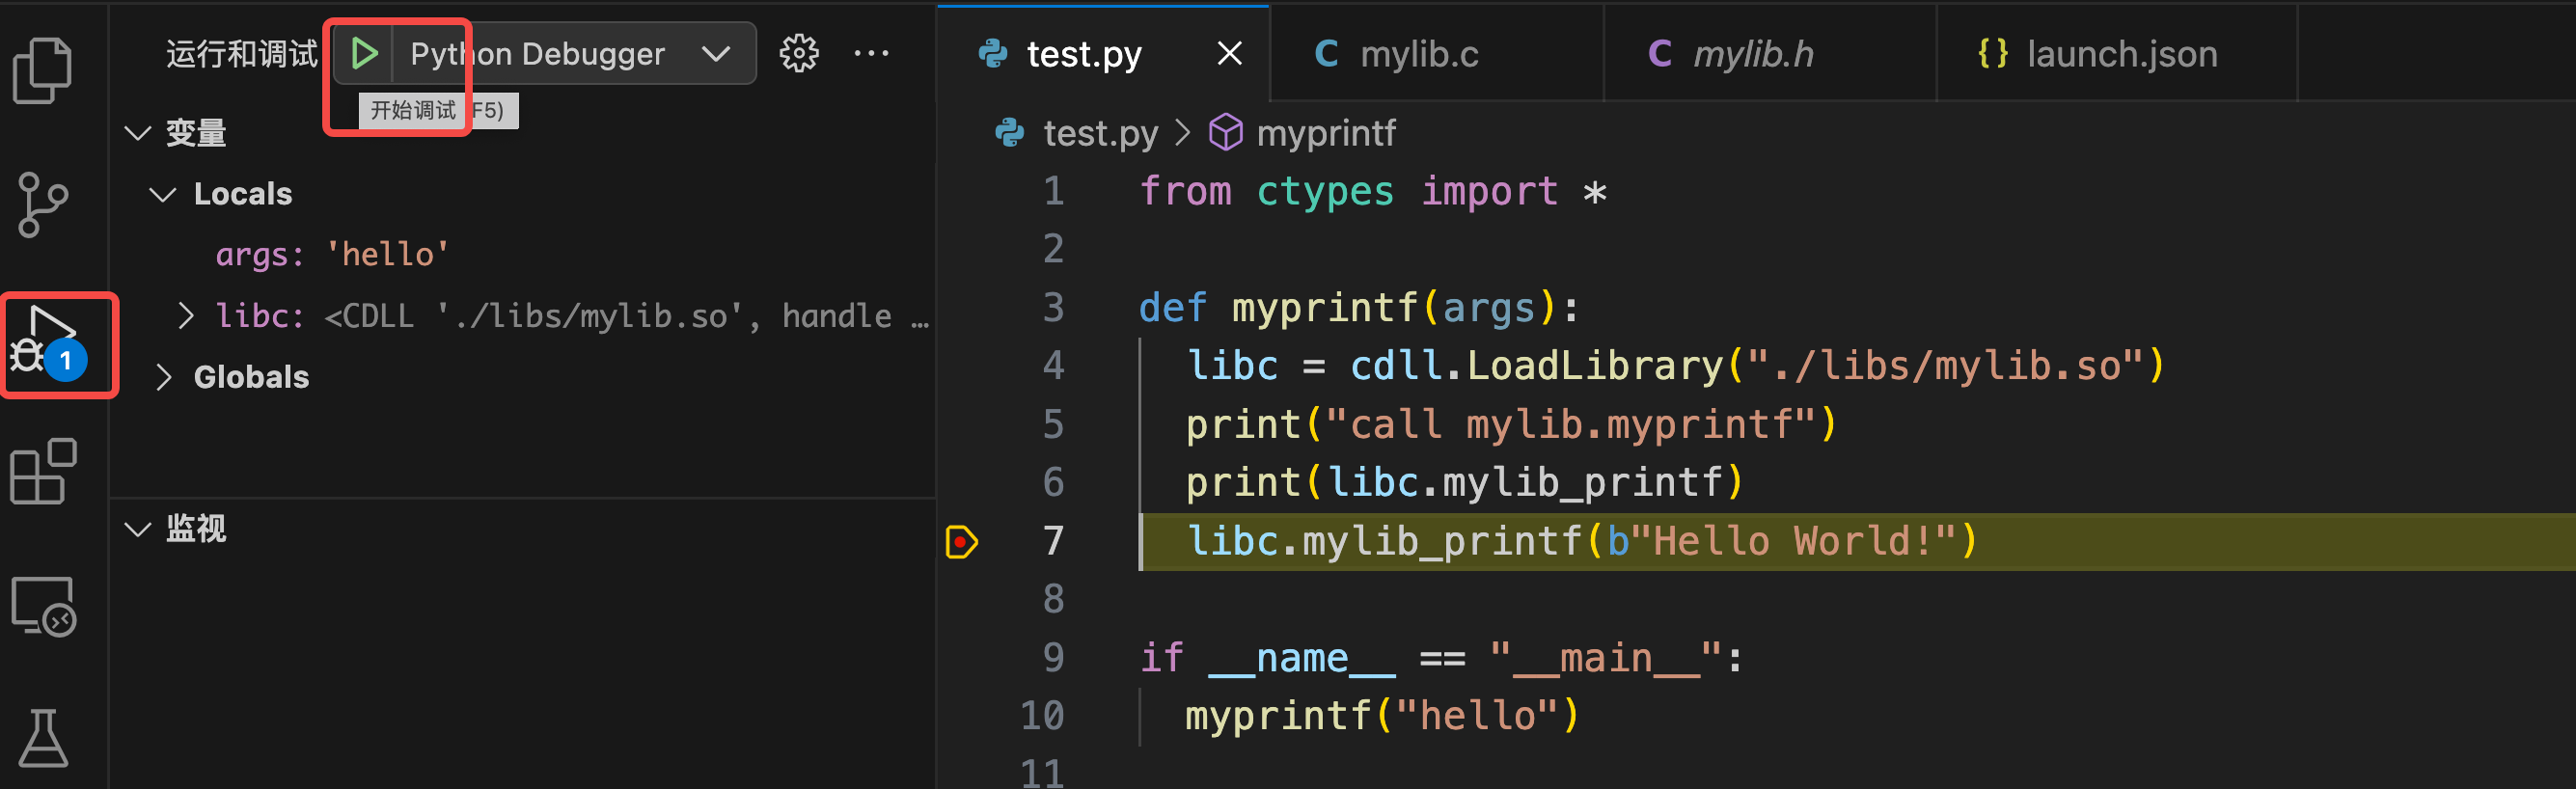 运行和调试 Python Debugger
开始调试 F5)
变量
Locals
args: 'hello'
libc: <CDLL './libs/mylib.so', handle …
Globals
监视
1
test.py
C mylib.c
C mylib.h
{} launch.json
test.py > myprintf
1 from ctypes import *
2
3 def myprintf(args):
4 libc = cdll.LoadLibrary("./libs/mylib.so")
5 print("call mylib.myprintf")
6 print(libc.mylib_printf)
7 libc.mylib_printf(b"Hello World!")
8
9 if __name__ == "__main__":
10 myprintf("hello")
11